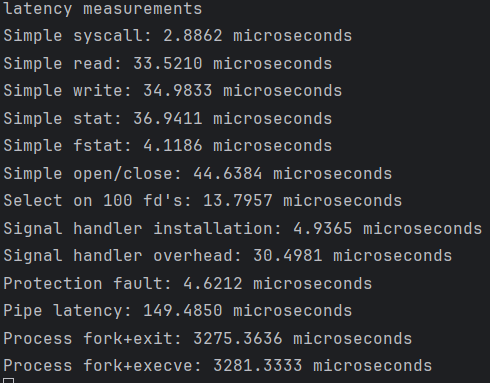 latency measurements
Simple syscall: 2.8862 microseconds
Simple read: 33.5210 microseconds
Simple write: 34.9833 microseconds
Simple stat: 36.9411 microseconds
Simple fstat: 4.1186 microseconds
Simple open/close: 44.6384 microseconds
Select on 100 fd's: 13.7957 microseconds
Signal handler installation: 4.9365 microseconds
Signal handler overhead: 30.4981 microseconds
Protection fault: 4.6212 microseconds
Pipe latency: 149.4850 microseconds
Process fork+exit: 3275.3636 microseconds
Process fork+execve: 3281.3333 microseconds